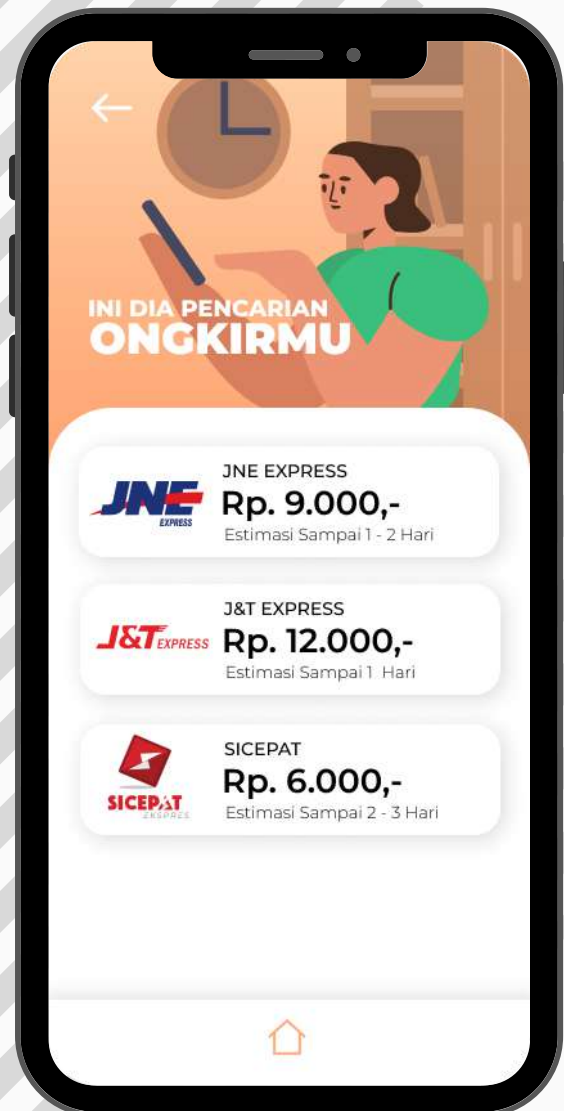 INI DIA PENCARIAN
ONGKIRMU
JNE
EXPRESS
JNE EXPRESS
Rp. 9.000,-
Estimasi Sampai 1 - 2 Hari
J&T EXPRESS
J&T EXPRESS
Rp. 12.000,-
Estimasi Sampai 1 Hari
SICEPAT
EKSPRES
SICEPAT
Rp. 6.000,-
Estimasi Sampai 2 - 3 Hari